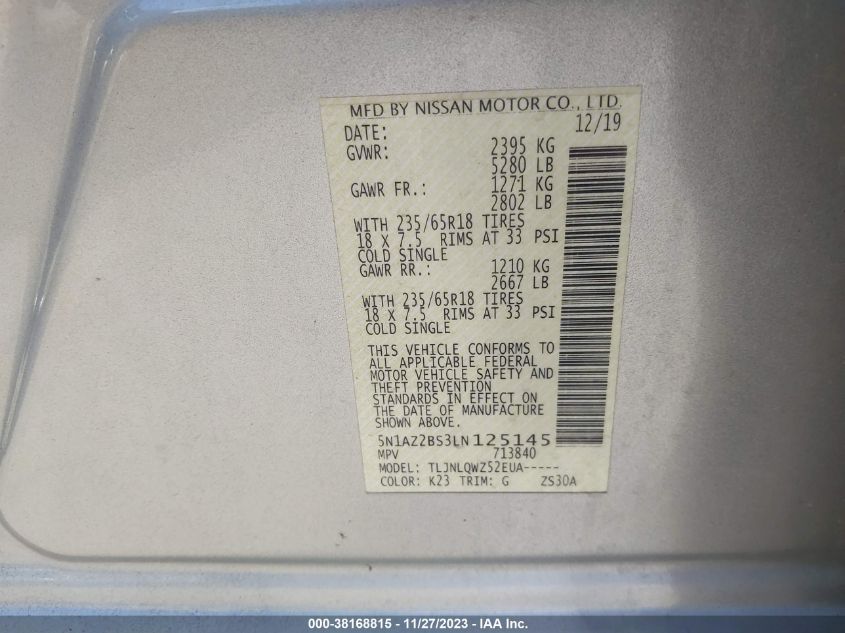 MFD BY NISSAN MOTOR CO., LTD.
DATE: 12/19
GVWR: 2395 KG
5280 LB
GAWR FR.: 1271 KG
2802 LB
WITH 235/65R18 TIRES
18 X 7.5 RIMS AT 33 PSI
COLD SINGLE
GAWR RR.: 1210 KG
2667 LB
WITH 235/65R18 TIRES
18 X 7.5 RIMS AT 33 PSI
COLD SINGLE
THIS VEHICLE CONFORMS TO
ALL APPLICABLE FEDERAL
MOTOR VEHICLE SAFETY AND
THEFT PREVENTION
STANDARDS IN EFFECT ON
THE DATE OF MANUFACTURE
SHOWN ABOVE.
5N1AZ2BS3LN125145
MPV 713840
MODEL: TLJNLQWZ52EUA-----
COLOR: K23 TRIM: G ZS30A
000-38168815 - 11/27/2023 - IAA Inc.